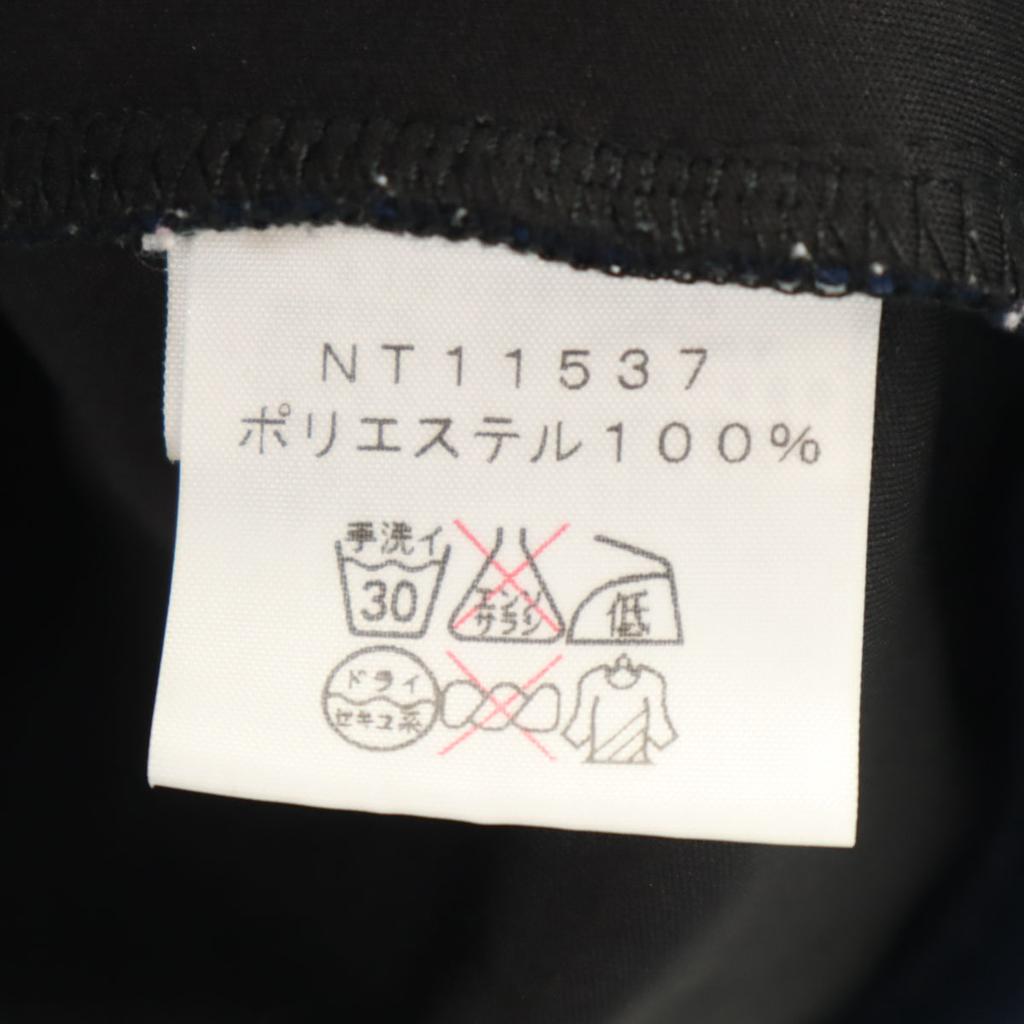 NT11537
ポリエステル100%
手洗イ
30
エンソ
サラシ
低
ドライ
セキユ系